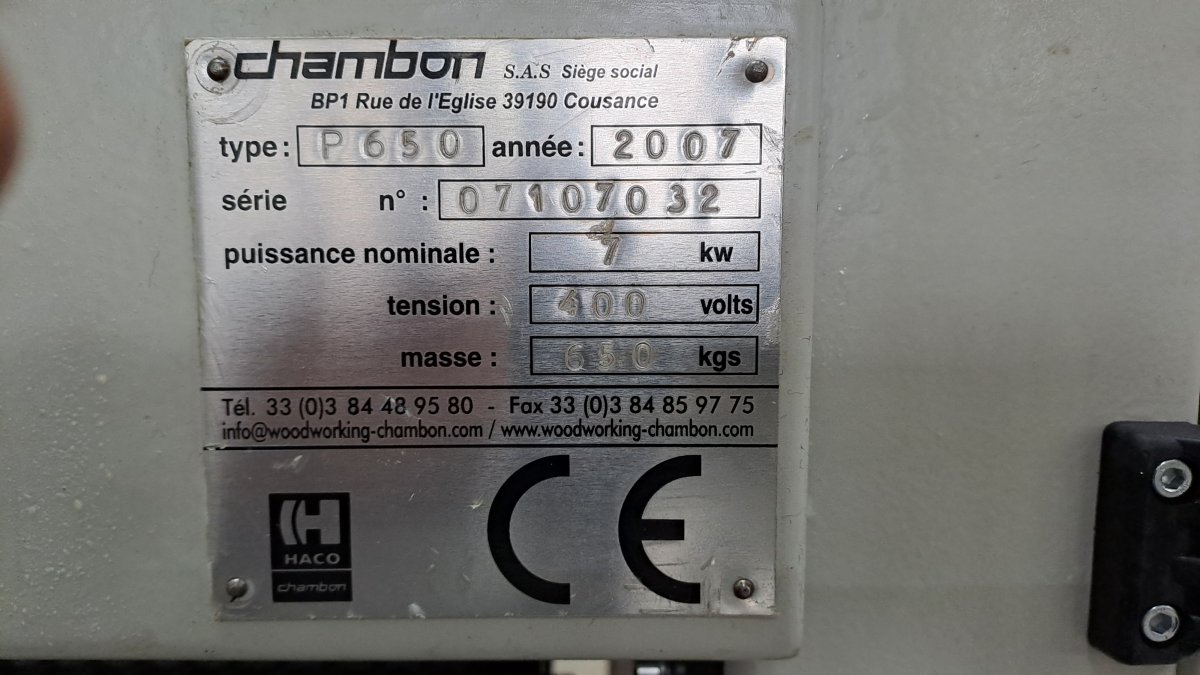 chambon S.A.S Siège social
BP1 Rue de l'Eglise 39190 Cousance
type : P650 année : 2007
série n° : 07107032
puissance nominale : 7 kw
tension : 400 volts
masse : 650 kgs
Tél. 33 (0)3 84 48 95 80 - Fax 33 (0)3 84 85 97 75
info@woodworking-chambon.com / www.woodworking-chambon.com
CE
H
HACO
chambon